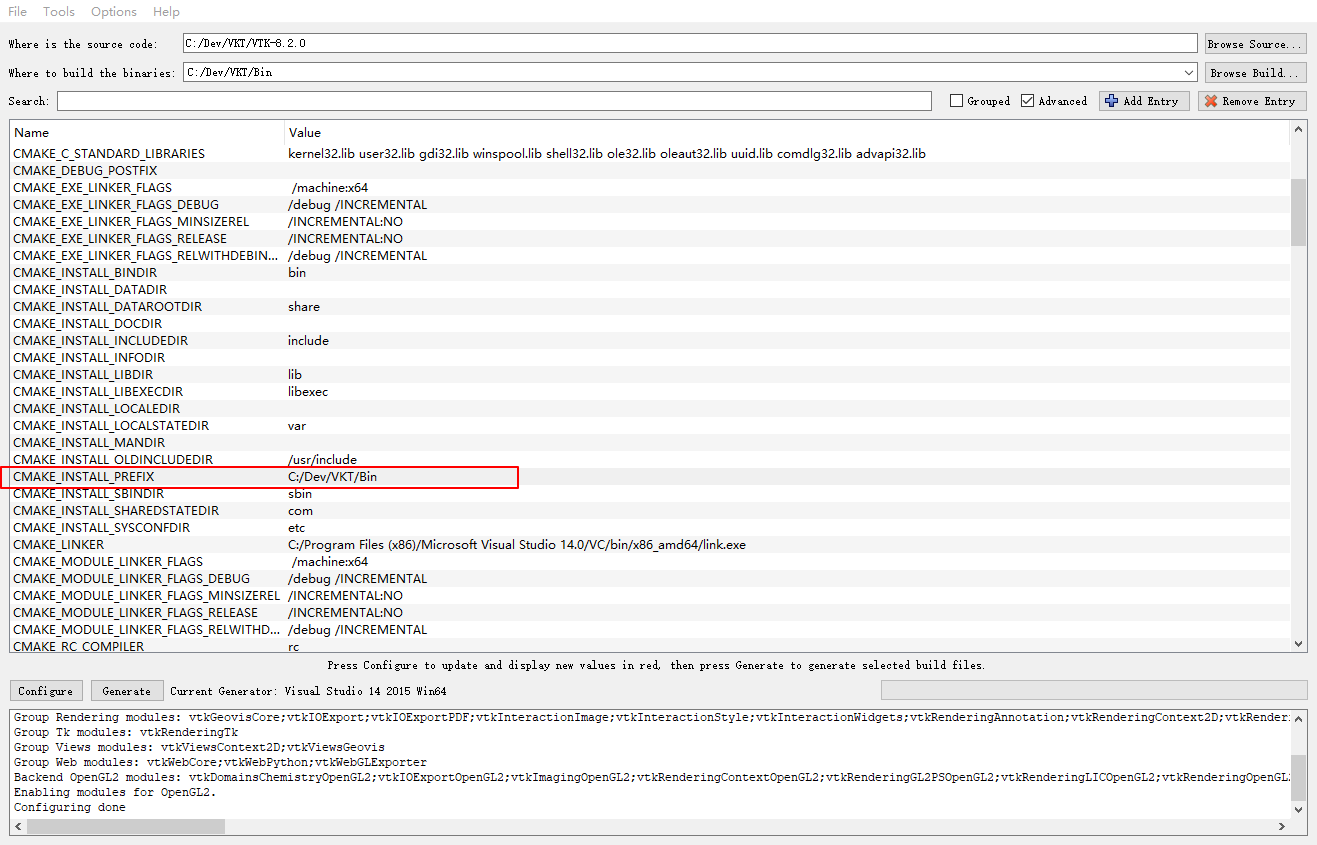 File Tools Options Help
Where is the source code: C:/Dev/VKT/VTK-8.2.0 Browse Source...
Where to build the binaries: C:/Dev/VKT/Bin Browse Build...
Search: Grouped Advanced Add Entry Remove Entry
Name Value
CMAKE_C_STANDARD_LIBRARIES kernel32.lib user32.lib gdi32.lib winspool.lib shell32.lib ole32.lib oleaut32.lib uuid.lib comdlg32.lib advapi32.lib
CMAKE_DEBUG_POSTFIX
CMAKE_EXE_LINKER_FLAGS /machine:x64
CMAKE_EXE_LINKER_FLAGS_DEBUG /debug /INCREMENTAL
CMAKE_EXE_LINKER_FLAGS_MINSIZEREL /INCREMENTAL:NO
CMAKE_EXE_LINKER_FLAGS_RELEASE /INCREMENTAL:NO
CMAKE_EXE_LINKER_FLAGS_RELWITHDEBIN... /debug /INCREMENTAL
CMAKE_INSTALL_BINDIR bin
CMAKE_INSTALL_DATADIR
CMAKE_INSTALL_DATAROOTDIR share
CMAKE_INSTALL_DOCDIR
CMAKE_INSTALL_INCLUDEDIR include
CMAKE_INSTALL_INFODIR
CMAKE_INSTALL_LIBDIR lib
CMAKE_INSTALL_LIBEXECDIR libexec
CMAKE_INSTALL_LOCALEDIR
CMAKE_INSTALL_LOCALSTATEDIR var
CMAKE_INSTALL_MANDIR
CMAKE_INSTALL_OLDINCLUDEDIR /usr/include
CMAKE_INSTALL_PREFIX C:/Dev/VKT/Bin
CMAKE_INSTALL_SBINDIR sbin
CMAKE_INSTALL_SHAREDSTATEDIR com
CMAKE_INSTALL_SYSCONFDIR etc
CMAKE_LINKER C:/Program Files (x86)/Microsoft Visual Studio 14.0/VC/bin/x86_amd64/link.exe
CMAKE_MODULE_LINKER_FLAGS /machine:x64
CMAKE_MODULE_LINKER_FLAGS_DEBUG /debug /INCREMENTAL
CMAKE_MODULE_LINKER_FLAGS_MINSIZEREL /INCREMENTAL:NO
CMAKE_MODULE_LINKER_FLAGS_RELEASE /INCREMENTAL:NO
CMAKE_MODULE_LINKER_FLAGS_RELWITHD... /debug /INCREMENTAL
CMAKE_RC_COMPILER rc
Press Configure to update and display new values in red, then press Generate to generate selected build files.
Configure Generate Current Generator: Visual Studio 14 2015 Win64
Group Rendering modules: vtkGeovisCore;vtkIOExport;vtkIOExportPDF;vtkInteractionImage;vtkInteractionStyle;vtkInteractionWidgets;vtkRenderingAnnotation;vtkRenderingContext2D;vtkRenderi
Group Tk modules: vtkRenderingTk
Group Views modules: vtkViewsContext2D;vtkViewsGeovis
Group Web modules: vtkWebCore;vtkWebPython;vtkWebGLExporter
Backend OpenGL2 modules: vtkDomainsChemistryOpenGL2;vtkIOExportOpenGL2;vtkImagingOpenGL2;vtkRenderingContextOpenGL2;vtkRenderingGL2PSOpenGL2;vtkRenderingLICOpenGL2;vtkRenderingOpenGL2
Enabling modules for OpenGL2.
Configuring done